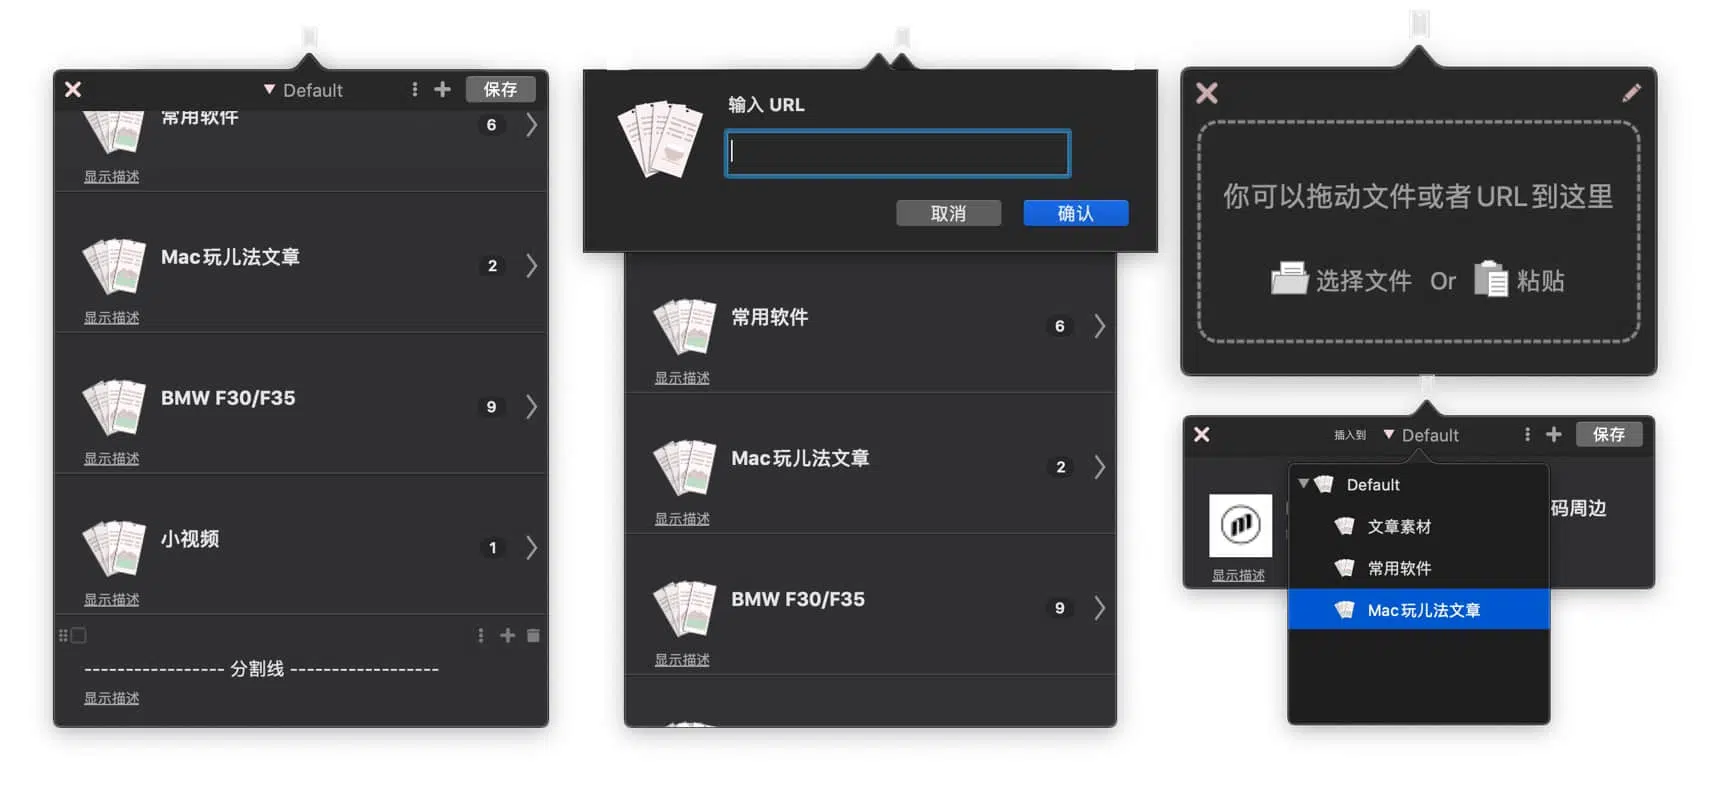 Default
保存
常用软件
6
显示描述
Mac玩儿法文章
2
显示描述
BMW F30/F35
9
显示描述
小视频
1
显示描述
----------------- 分割线 ------------------
显示描述
输入 URL
取消
确认
常用软件
6
显示描述
Mac玩儿法文章
2
显示描述
BMW F30/F35
9
显示描述
你可以拖动文件或者URL到这里
选择文件 Or 粘贴
插入到 Default
保存
码周边
显示描述
Default
文章素材
常用软件
Mac玩儿法文章